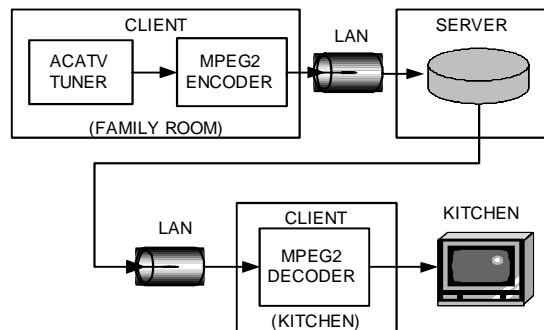 CLIENT
LAN
SERVER
ACATV
TUNER
MPEG2
ENCODER
(FAMILY ROOM)
LAN
CLIENT
KITCHEN
MPEG2
DECODER
(KITCHEN)